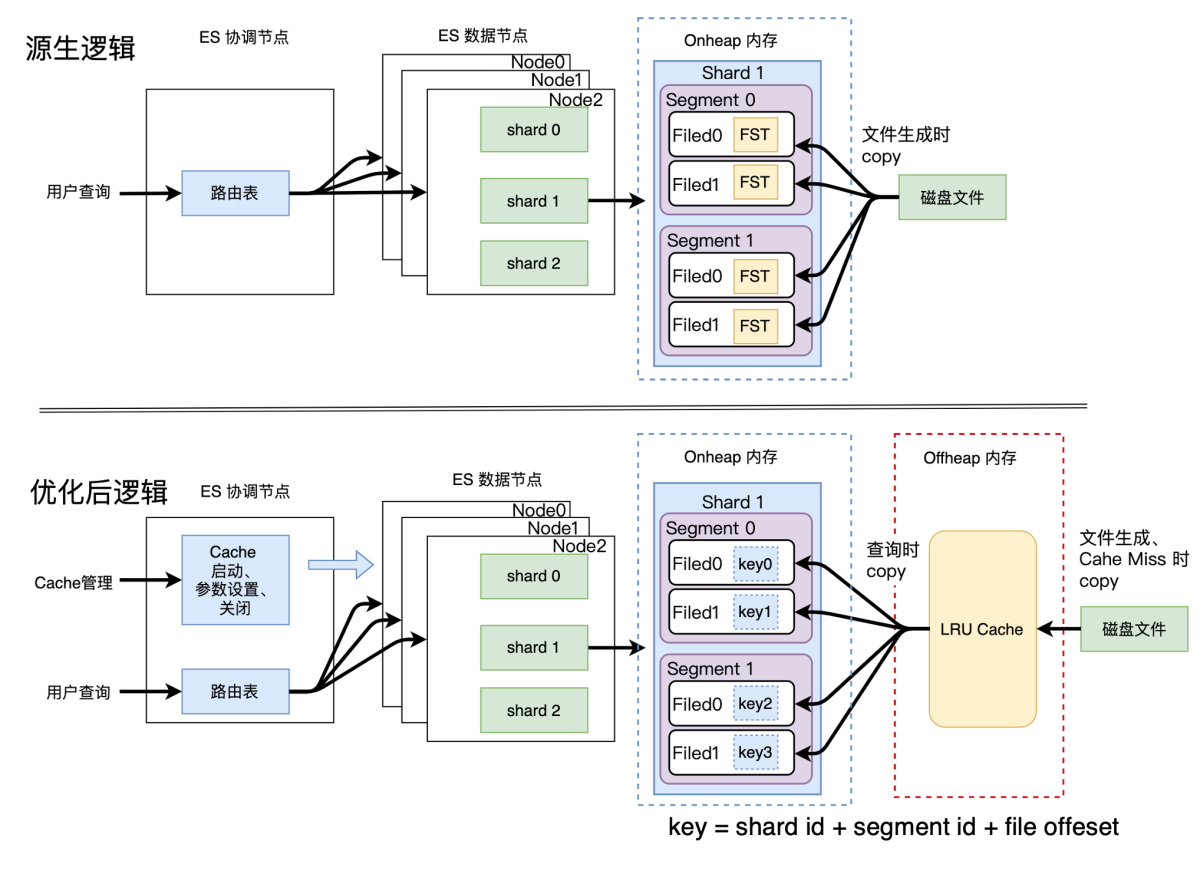 源生逻辑
ES 协调节点
ES 数据节点
Onheap 内存
Node0
Node1
Node2
Shard 1
Segment 0
shard 0
Filed0
FST
文件生成时
copy
用户查询
路由表
shard 1
Filed1
FST
磁盘文件
Segment 1
shard 2
Filed0
FST
Filed1
FST
优化后逻辑
ES 协调节点
ES 数据节点
Onheap 内存
Offheap 内存
Node0
Node1
Node2
Shard 1
Segment 0
Cache管理
Cache
启动、
参数设置、
关闭
shard 0
Filed0
key0
查询时
copy
文件生成、
Cahe Miss 时
copy
Filed1
key1
LRU Cache
磁盘文件
shard 1
Segment 1
用户查询
路由表
shard 2
Filed0
key2
Filed1
key3
key = shard id + segment id + file offeset